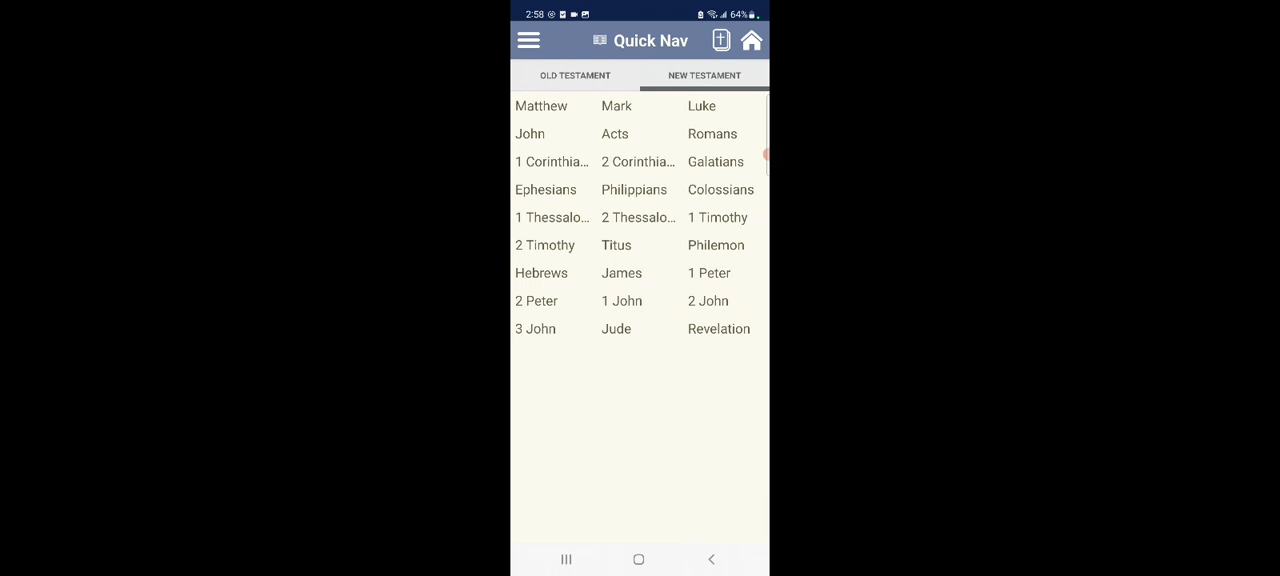 2:58 64%
Quick Nav
OLD TESTAMENT NEW TESTAMENT
Matthew Mark Luke
John Acts Romans
1 Corinthia... 2 Corinthia... Galatians
Ephesians Philippians Colossians
1 Thessalo... 2 Thessalo... 1 Timothy
2 Timothy Titus Philemon
Hebrews James 1 Peter
2 Peter 1 John 2 John
3 John Jude Revelation